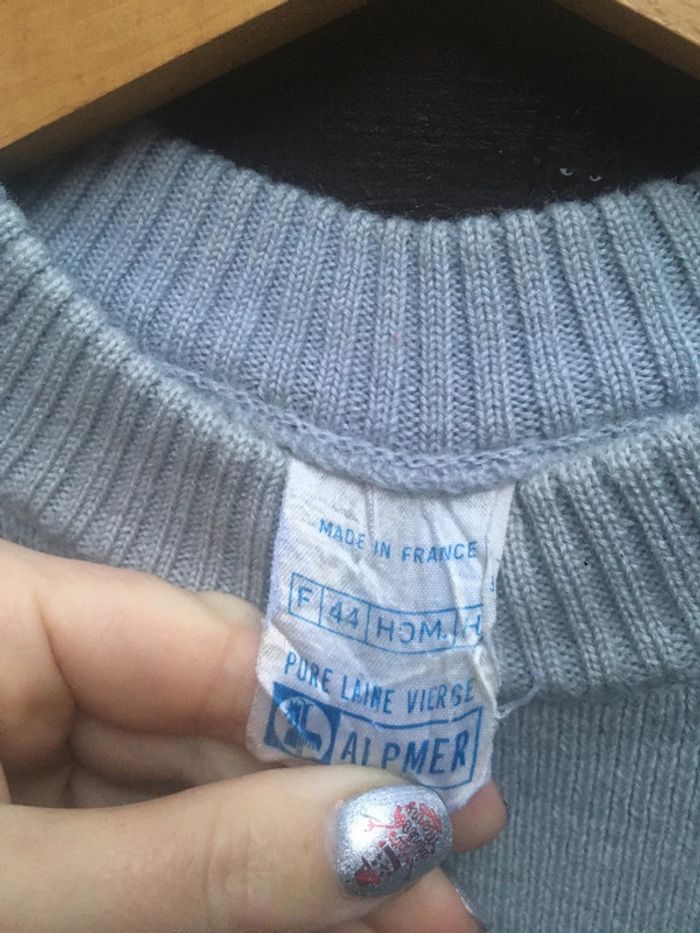 MADE IN FRANCE
F 44 HOM. H
PURE LAINE VIERGE
ALPMER